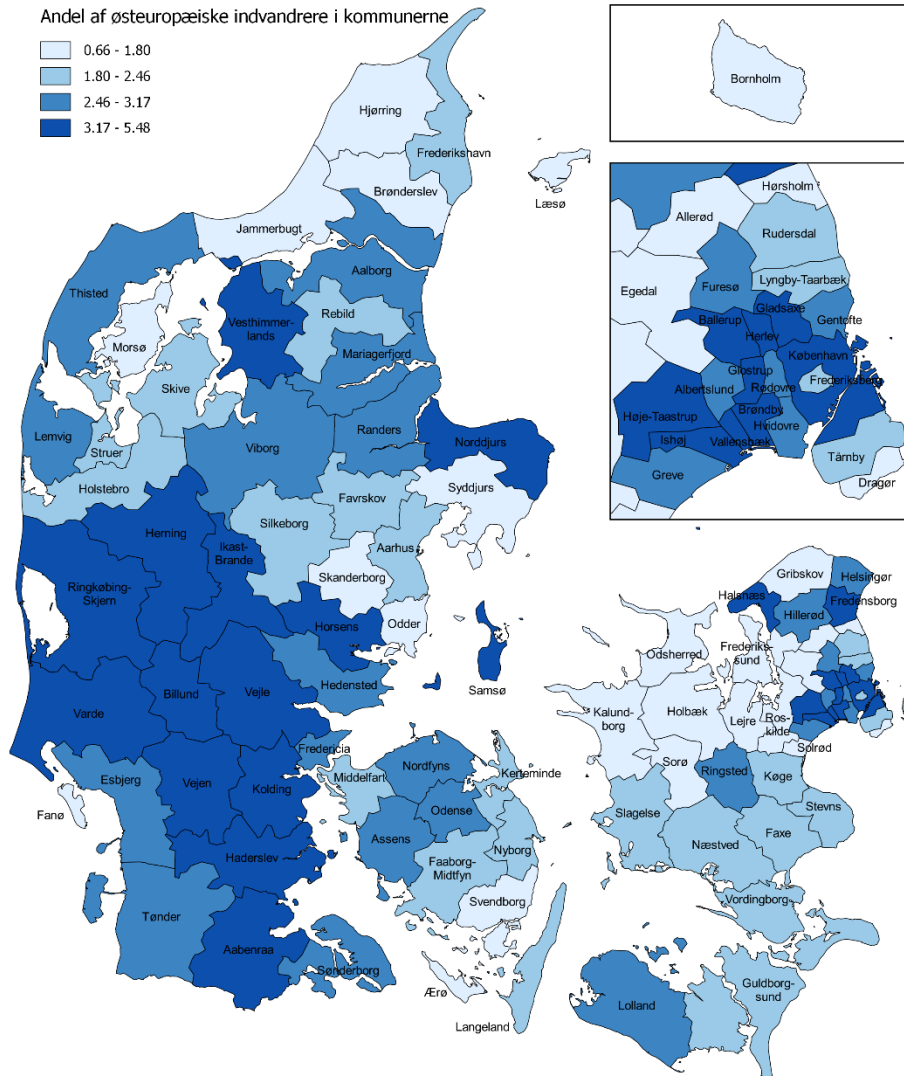 Andel af østeuropæiske indvandrere i kommunerne
0.66 - 1.80
1.80 - 2.46
2.46 - 3.17
3.17 - 5.48
Hjørring
Frederikshavn
Brønderslev
Læsø
Jammerbugt
Aalborg
Thisted
Vesthimmer-
lands
Rebild
Morsø
Mariagerfjord
Skive
Lemvig
Struer
Viborg
Randers
Norddjurs
Holstebro
Syddjurs
Favrskov
Silkeborg
Herning
Ikast-
Brande
Aarhus
Skanderborg
Ringkøbing-
Skjern
Horsens
Odder
Samsø
Hedensted
Billund
Vejle
Varde
Fredericia
Esbjerg
Middelfart
Nordfyns
Kerteminde
Vejen
Kolding
Fanø
Odense
Assens
Nyborg
Haderslev
Faaborg-
Midtfyn
Svendborg
Tønder
Aabenraa
Sønderborg
Ærø
Langeland
Bornholm
Hørsholm
Allerød
Rudersdal
Egedal
Furesø
Lyngby-Taarbæk
Gladsaxe
Ballerup
Gentofte
Herlev
København
Glostrup
Frederiksberg
Albertslund
Rødovre
Høje-Taastrup
Brøndby
Hvidovre
Ishøj
Vallensbæk
Tårnby
Greve
Dragør
Gribskov
Helsingør
Halsnæs
Fredensborg
Hillerød
Odsherred
Frederiks-
sund
Kalund-
borg
Holbæk
Lejre
Ros-
kilde
Solrød
Sorø
Ringsted
Køge
Slagelse
Stevns
Næstved
Faxe
Vordingborg
Guldborg-
sund
Lolland